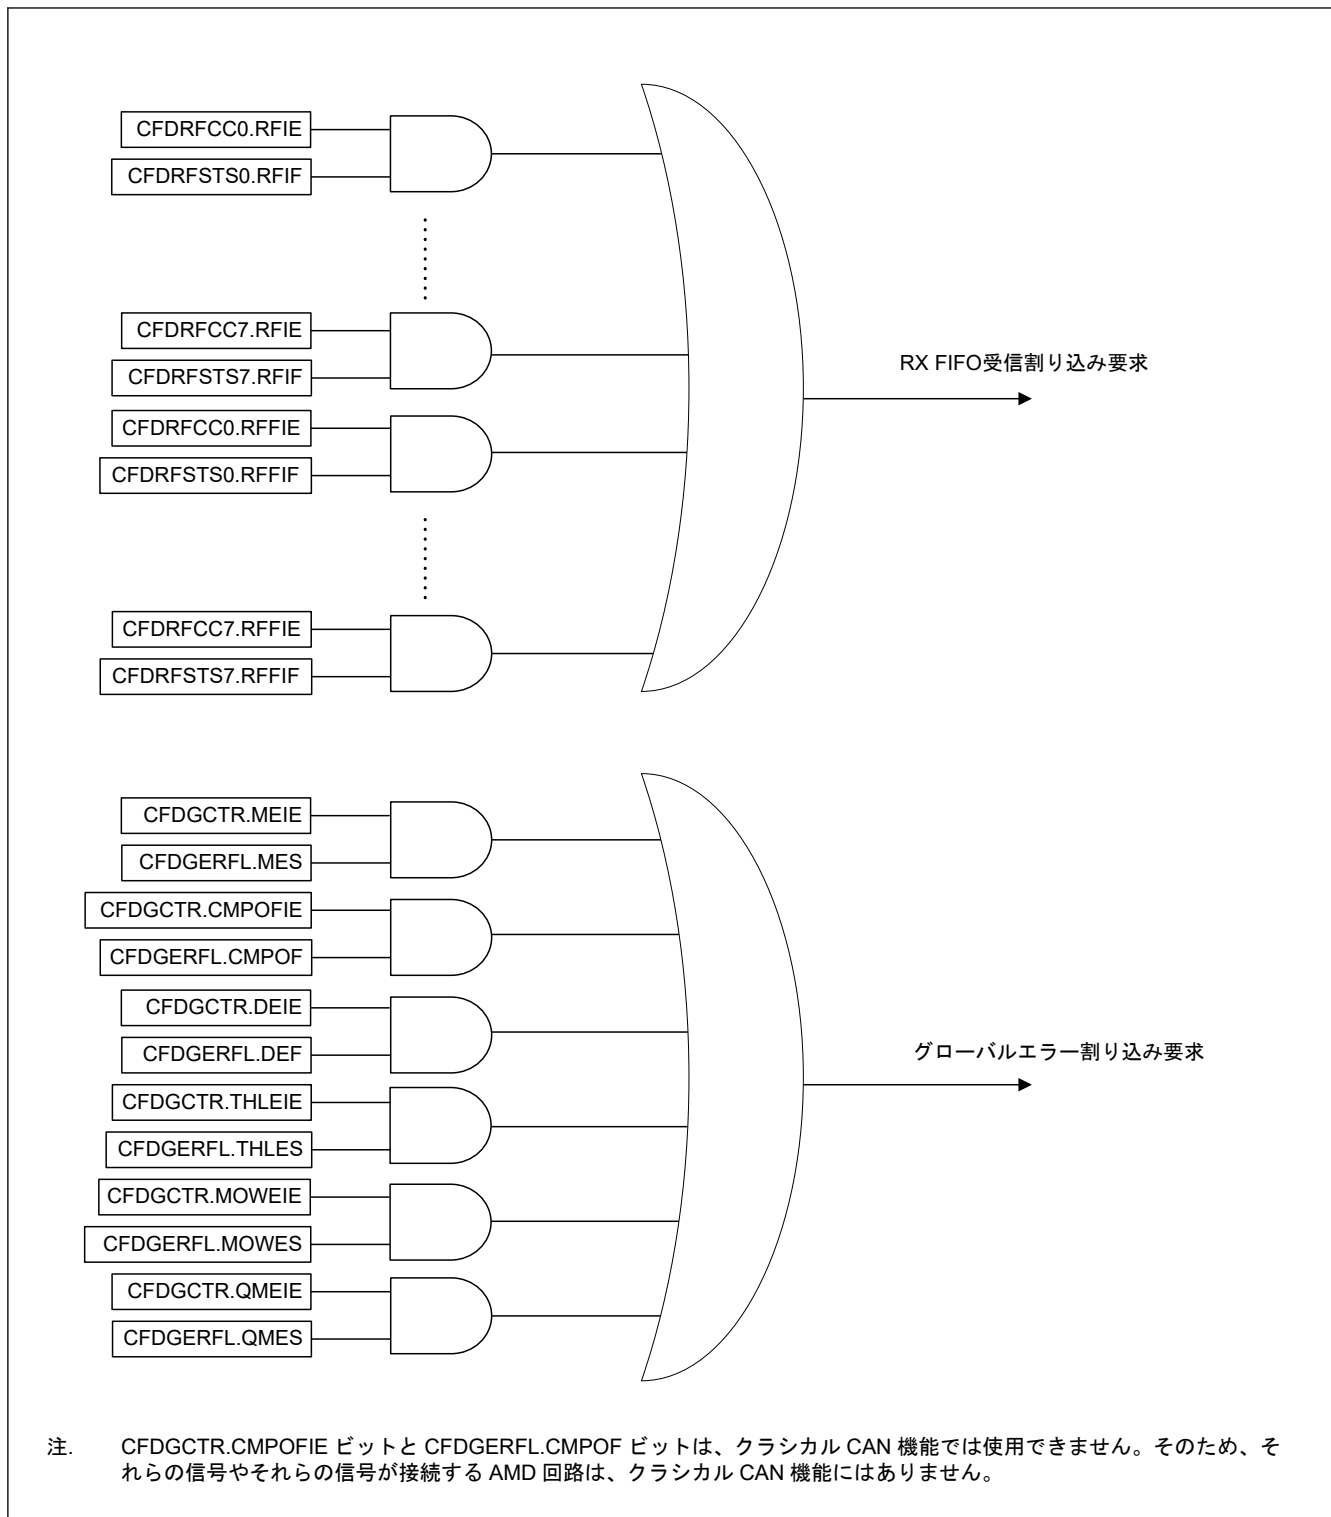 CFDRFCC0.RFIE
CFDRFSTS0.RFIF
CFDRFCC7.RFIE
CFDRFSTS7.RFIF
CFDRFCC0.RFFIE
CFDRFSTS0.RFFIF
CFDRFCC7.RFFIE
CFDRFSTS7.RFFIF
RX FIFO受信割り込み要求
CFDGCTR.MEIE
CFDGERFL.MES
CFDGCTR.CMPOFIE
CFDGERFL.CMPOF
CFDGCTR.DEIE
CFDGERFL.DEF
CFDGCTR.THLEIE
CFDGERFL.THLES
CFDGCTR.MOWEIE
CFDGERFL.MOWES
CFDGCTR.QMEIE
CFDGERFL.QMES
グローバルエラー割り込み要求
注. CFDGCTR.CMPOFIE ビットと CFDGERFL.CMPOF ビットは、クラシカル CAN 機能では使用できません。そのため、そ
れらの信号やそれらの信号が接続する AMD 回路は、クラシカル CAN 機能にはありません。